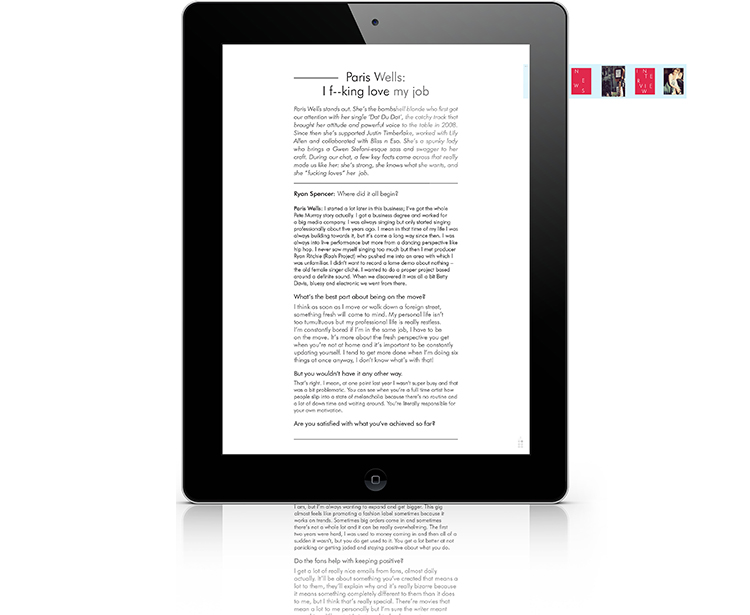 Paris Wells:
I f--king love my job
Paris Wells stands out. She's the bombshell blonde who first got
our attention with her single 'Dat Du Dat', the catchy track that
brought her attitude and powerful voice to the table in 2008.
Since then she's supported Justin Timberlake, worked with Lily
Allen and collaborated with Bliss n Eso. She's a spunky lady
who brings a Gwen Stefani-esque sass and swagger to her
craft. During our chat, a few key facts came across that really
made us like her: she's strong, she knows what she wants, and
she "fucking loves" her job.
Ryan Spencer: Where did it all begin?
Paris Wells: I started a lot later in this business; I've got the whole
Pete Murray story actually. I got a business degree and worked for
a big media company. I was always singing but only started singing
professionally about five years ago. I mean in that time of my life I was
always building towards it, but it's come a long way since then. I was
always into live performance but more from a dancing perspective like
hip hop. I never saw myself singing too much but then I met producer
Ryan Ritchie (Rash Project) who pushed me into an area with which I
was unfamiliar. I didn't want to record a lame demo about nothing –
the old female singer cliché. I wanted to do a proper project based
around a definite sound. When we discovered it was all a bit Betty
Davis, bluesy and electronic we went from there.
What's the best part about being on the move?
I think as soon as I move or walk down a foreign street,
something fresh will come to mind. My personal life isn't
too tumultuous but my professional life is really restless.
I'm constantly bored if I'm in the same job, I have to be
on the move. It's more about the fresh perspective you get
when you're not at home and it's important to be constantly
updating yourself. I tend to get more done when I'm doing six
things at once anyway, I don't know what's with that!
But you wouldn't have it any other way.
That's right. I mean, at one point last year I wasn't super busy and that
was a bit problematic. You can see when you're a full time artist how
people slip into a state of melancholia because there's no routine and
a lot of down time and waiting around. You're literally responsible for
your own motivation.
Are you satisfied with what you've achieved so far?
I am, but I'm always wanting to expand and get bigger. This gig
almost feels like promoting a fashion label sometimes because it
works on trends. Sometimes big orders come in and sometimes
there's not a whole lot and it can be really overwhelming. The first
two years were hard, I was used to money coming in and then all of a
sudden it wasn't, but you do get used to it. You get a lot better at not
panicking or getting jaded and staying positive about what you do.
Do the fans help with keeping positive?
I get a lot of really nice emails from fans, almost daily
actually. It'll be about something you've created that means a
lot to them, they'll explain why and it's really bizarre because
it means something completely different to them than it does
to me, but I think that's really special. There're movies that
mean a lot to me personally but I'm sure the writer meant
NEWS
INTERVIEW